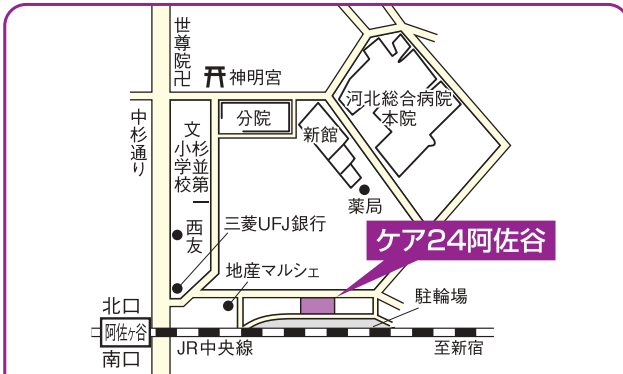 世尊院卍
神明宮
河北総合病院
本院
中杉通り
分院
新館
文杉並第一
小学校
薬局
西友
三菱UFJ銀行
ケア24阿佐谷
地産マルシェ
駐輪場
北口
阿佐ケ谷
南口
JR中央線
至新宿